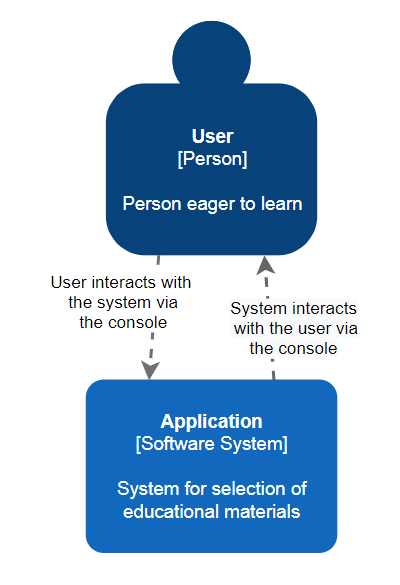 User
[Person]
Person eager to learn
User interacts with
the system via
the console
System interacts
with the user via
the console
Application
[Software System]
System for selection of
educational materials